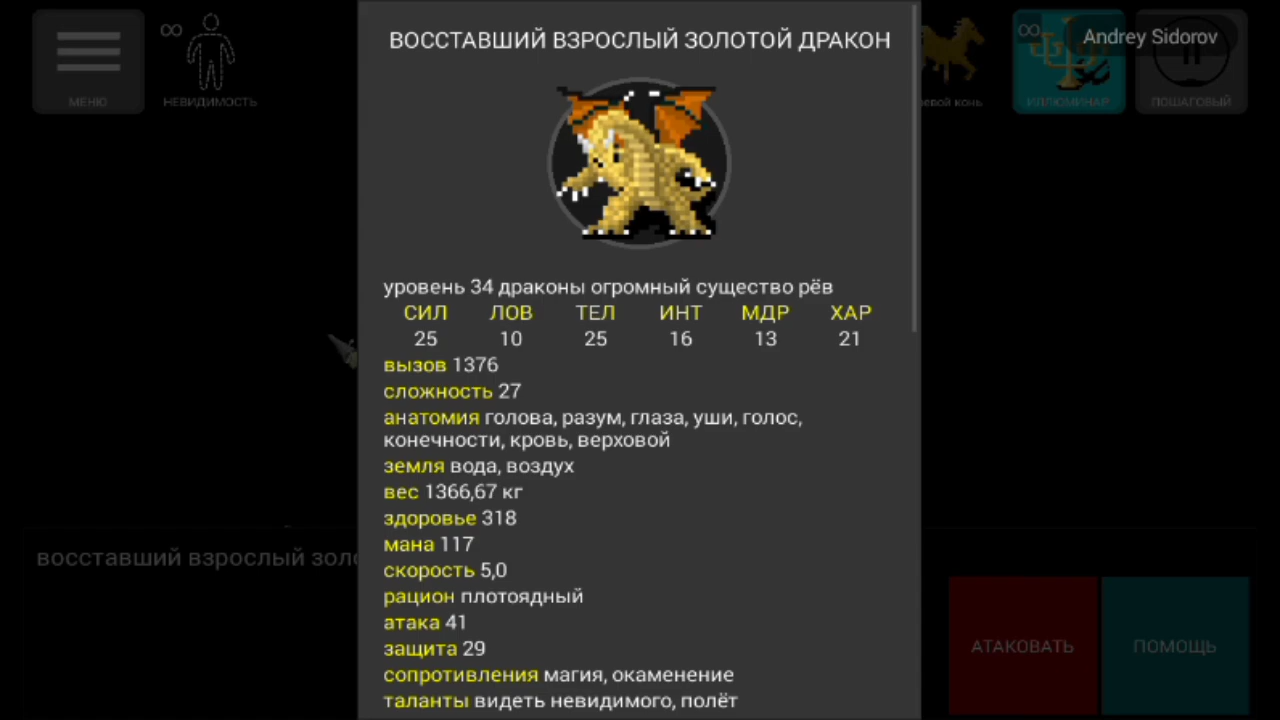 ВОССТАВШИЙ ВЗРОСЛЫЙ ЗОЛОТОЙ ДРАКОН
∞
∞
Andrey Sidorov
МЕНЮ
НЕВИДИМОСТЬ
евой конь
ИЛЛЮМИНАР
ПОШАГОВЫЙ
уровень 34 драконы огромный существо рёв
СИЛ ЛОВ ТЕЛ ИНТ МДР ХАР
25 10 25 16 13 21
вызов 1376
сложность 27
анатомия голова, разум, глаза, уши, голос,
конечности, кровь, верховой
земля вода, воздух
вес 1366,67 кг
здоровье 318
мана 117
скорость 5,0
рацион плотоядный
атака 41
защита 29
сопротивления магия, окаменение
таланты видеть невидимого, полёт
восставший взрослый золо
АТАКОВАТЬ
ПОМОЩЬ